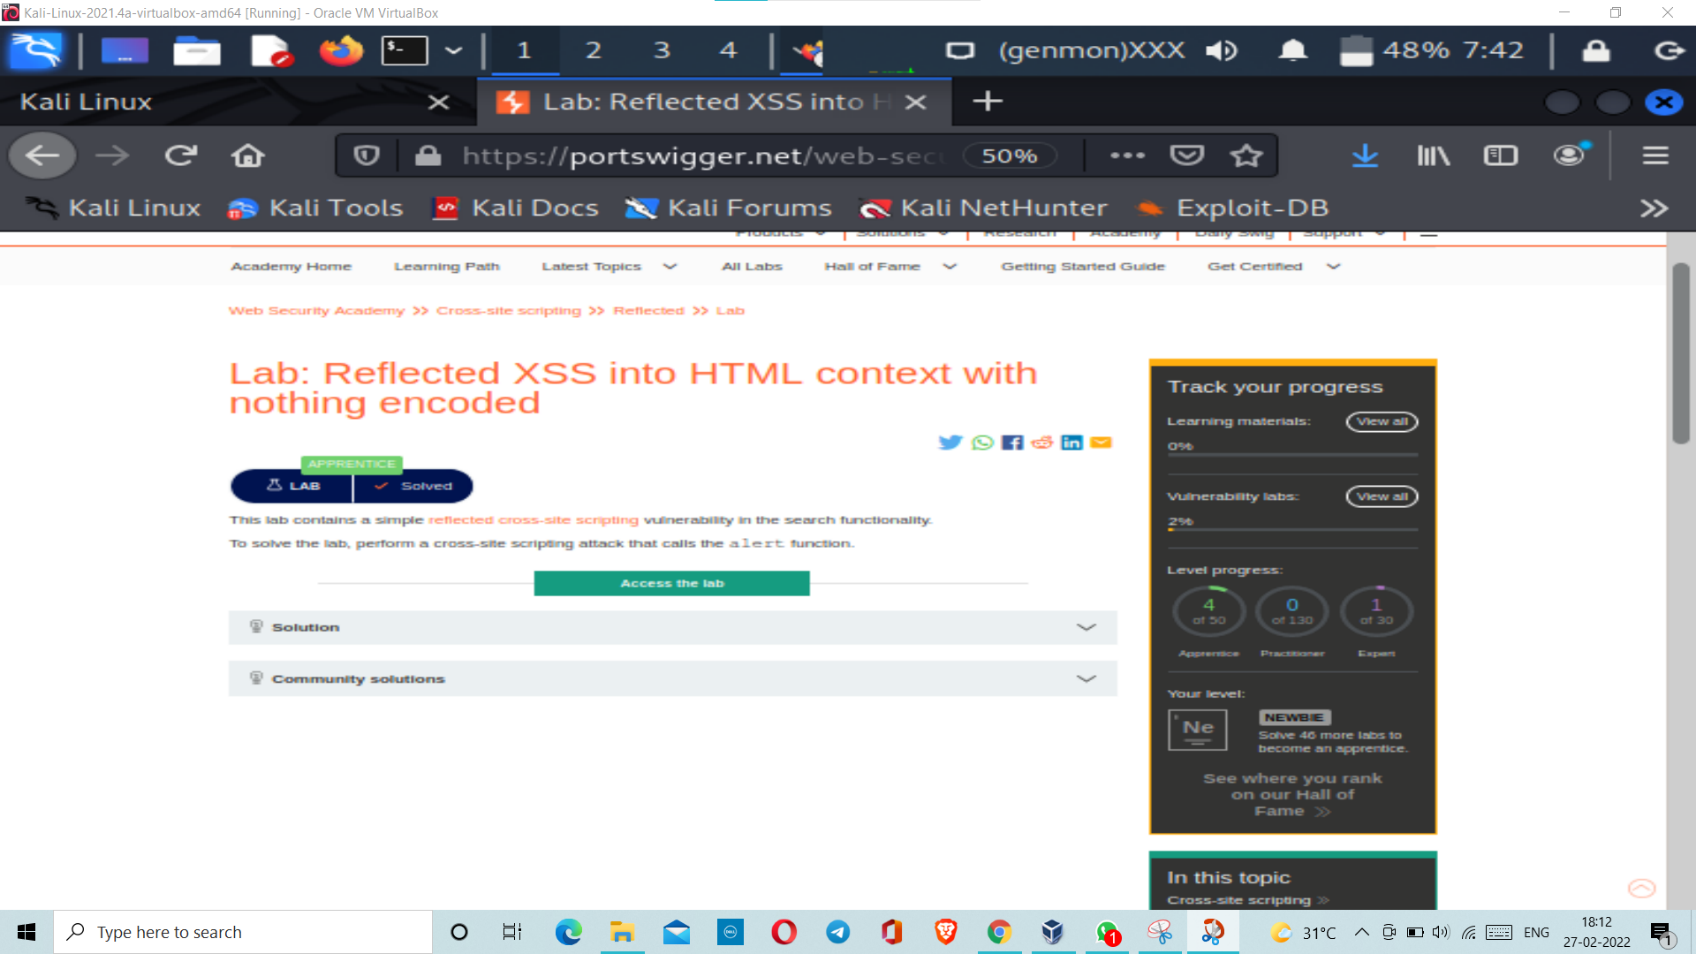 Kali-Linux-2021.4a-virtualbox-amd64 [Running] - Oracle VM VirtualBox
$-
1 2 3 4
(genmon)XXX 48% 7:42
Kali Linux
Lab: Reflected XSS into H
https://portswigger.net/web-sec
50%
Kali Linux Kali Tools Kali Docs Kali Forums Kali NetHunter Exploit-DB
Products Solutions Research Academy Daily Swig Support
Academy Home Learning Path Latest Topics All Labs Hall of Fame Getting Started Guide Get Certified
Web Security Academy >> Cross-site scripting >> Reflected >> Lab
Lab: Reflected XSS into HTML context with
nothing encoded
APPRENTICE
LAB Solved
This lab contains a simple reflected cross-site scripting vulnerability in the search functionality.
To solve the lab, perform a cross-site scripting attack that calls the alert function.
Access the lab
Solution
Community solutions
Track your progress
Learning materials: View all
0%
Vulnerability labs: View all
2%
Level progress:
4 0 1
of 50 of 130 of 30
Apprentice Practitioner Expert
Your level:
Ne
NEWBIE
Solve 46 more labs to
become an apprentice.
See where you rank
on our Hall of
Fame >>
In this topic
Cross-site scripting >>
Type here to search
1
31°C
ENG
18:12
27-02-2022
1